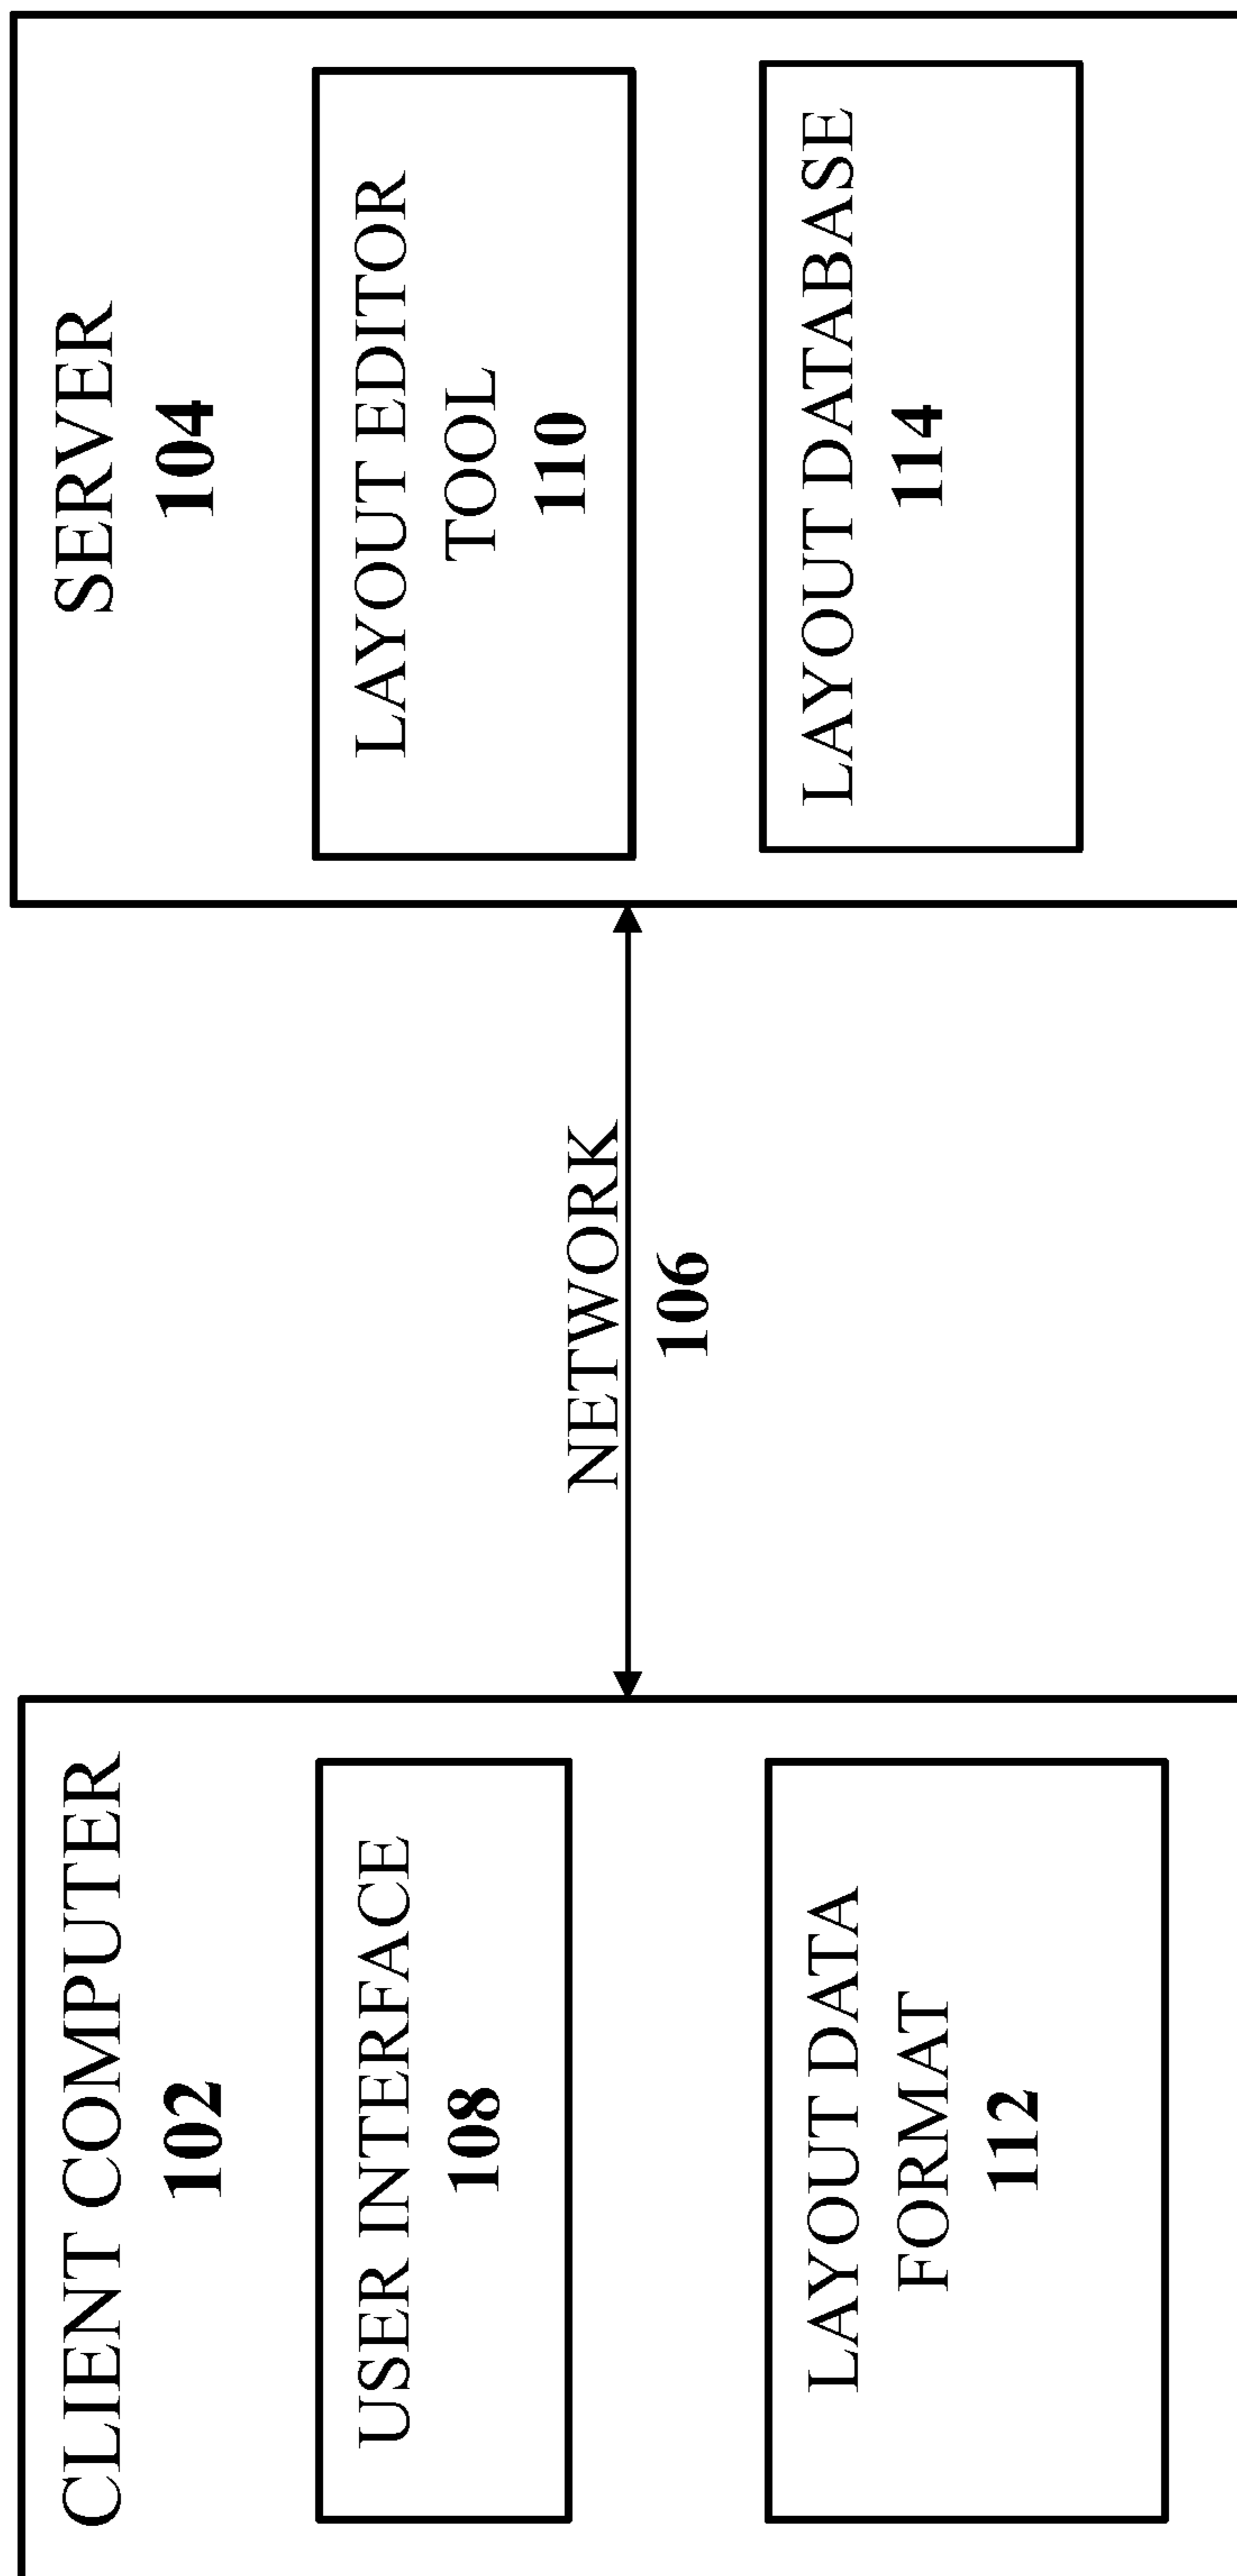 CLIENT COMPUTER
102
USER INTERFACE
108
LAYOUT DATA
FORMAT
112
NETWORK
106
SERVER
104
LAYOUT EDITOR
TOOL
110
LAYOUT DATABASE
114